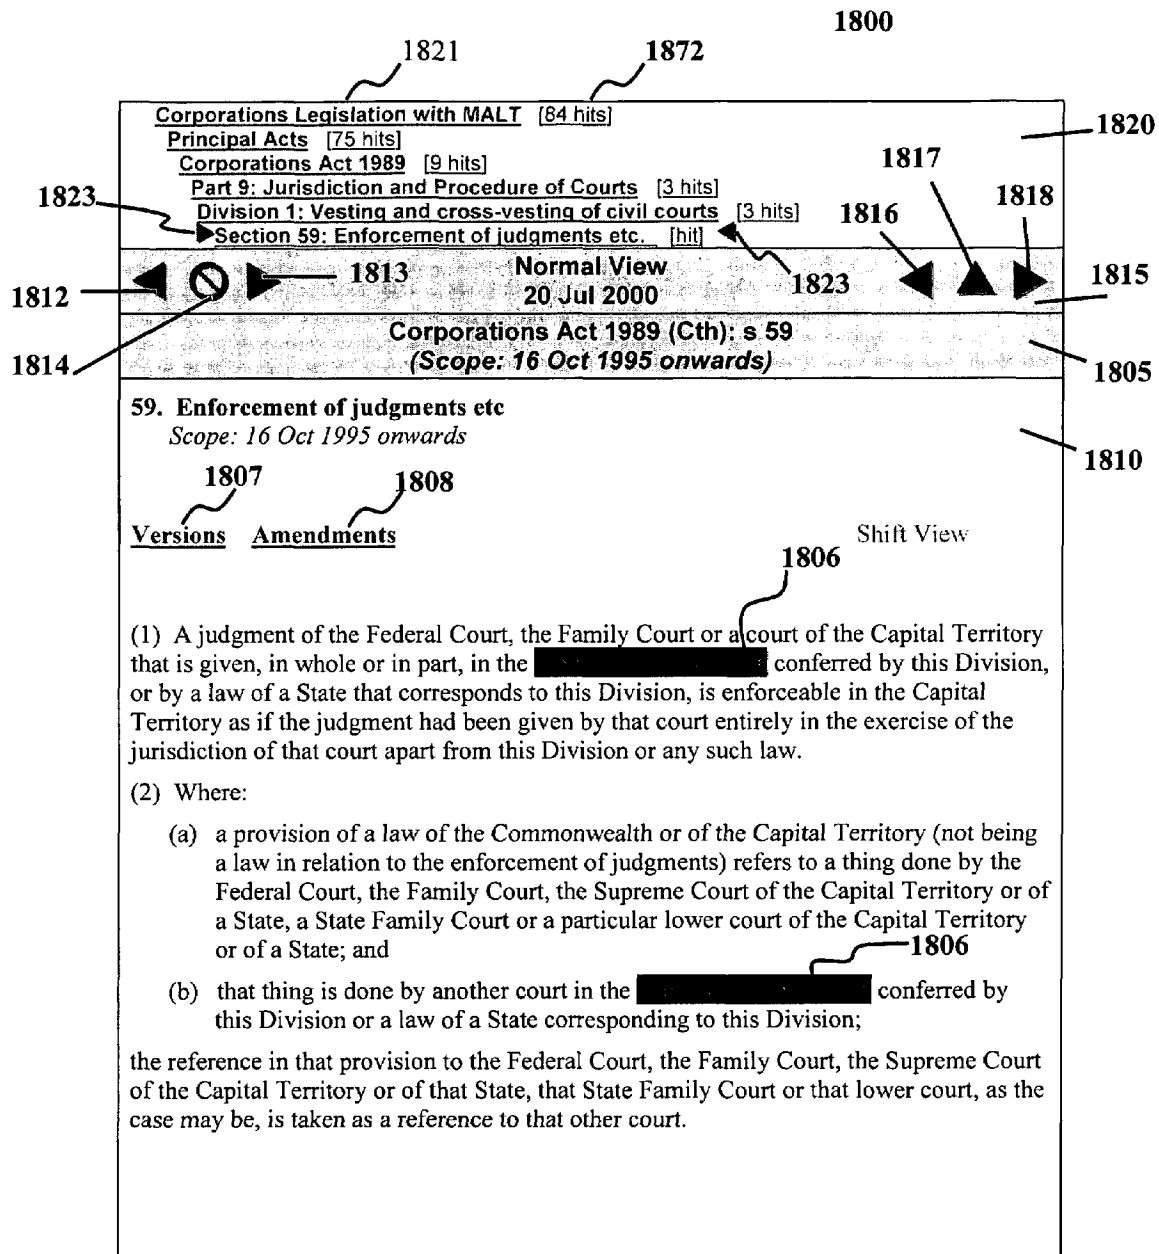 1800
1821 1872
Corporations Legislation with MALT [84 hits]
1820
Principal Acts [75 hits]
Corporations Act 1989 [9 hits]
1817
Part 9: Jurisdiction and Procedure of Courts [3 hits]
1823
1818
Division 1: Vesting and cross-vesting of civil courts [3 hits]
1816
Section 59: Enforcement of judgments etc. [hit]
1813
Normal View
1823
1815
1812
20 Jul 2000
Corporations Act 1989 (Cth): s 59
1814
(Scope: 16 Oct 1995 onwards)
1805
59. Enforcement of judgments etc
Scope: 16 Oct 1995 onwards
1810
1807 1808
Versions Amendments Shift View
1806
(1) A judgment of the Federal Court, the Family Court or a court of the Capital Territory
that is given, in whole or in part, in the conferred by this Division,
or by a law of a State that corresponds to this Division, is enforceable in the Capital
Territory as if the judgment had been given by that court entirely in the exercise of the
jurisdiction of that court apart from this Division or any such law.
(2) Where:
(a) a provision of a law of the Commonwealth or of the Capital Territory (not being
a law in relation to the enforcement of judgments) refers to a thing done by the
Federal Court, the Family Court, the Supreme Court of the Capital Territory or of
a State, a State Family Court or a particular lower court of the Capital Territory
or of a State; and
1806
(b) that thing is done by another court in the conferred by
this Division or a law of a State corresponding to this Division;
the reference in that provision to the Federal Court, the Family Court, the Supreme Court
of the Capital Territory or of that State, that State Family Court or that lower court, as the
case may be, is taken as a reference to that other court.